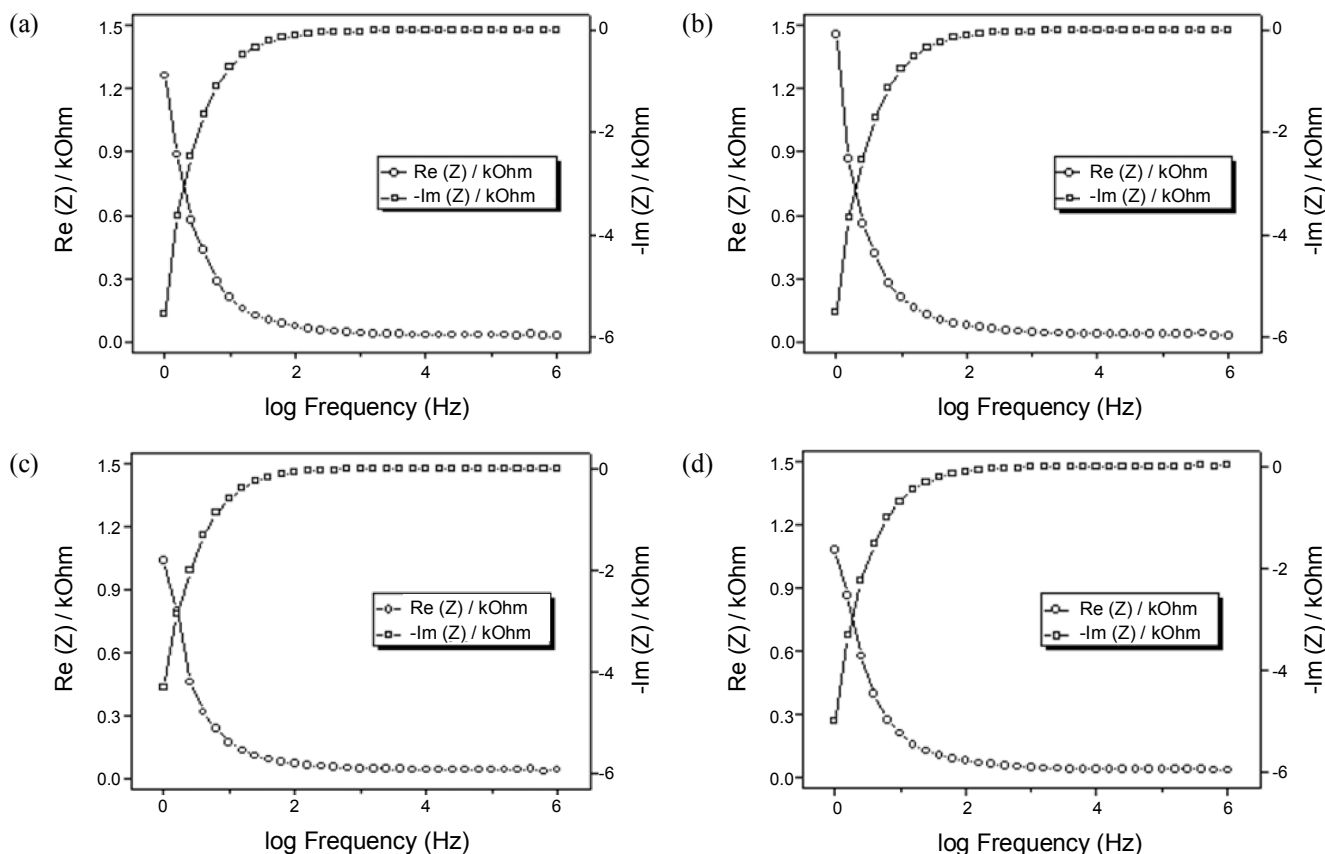 (a)
1.5
1.2
0.9
0.6
0.3
0.0
Re (Z) / kOhm
0
-2
-4
-6
-Im (Z) / kOhm
Re (Z) / kOhm
-Im (Z) / kOhm
0 2 4 6
log Frequency (Hz)
(b)
1.5
1.2
0.9
0.6
0.3
0.0
Re (Z) / kOhm
0
-2
-4
-6
-Im (Z) / kOhm
Re (Z) / kOhm
-Im (Z) / kOhm
0 2 4 6
log Frequency (Hz)
(c)
1.5
1.2
0.9
0.6
0.3
0.0
Re (Z) / kOhm
0
-2
-4
-6
-Im (Z) / kOhm
Re (Z) / kOhm
-Im (Z) / kOhm
0 2 4 6
log Frequency (Hz)
(d)
1.5
1.2
0.9
0.6
0.3
0.0
Re (Z) / kOhm
0
-2
-4
-6
-Im (Z) / kOhm
Re (Z) / kOhm
-Im (Z) / kOhm
0 2 4 6
log Frequency (Hz)